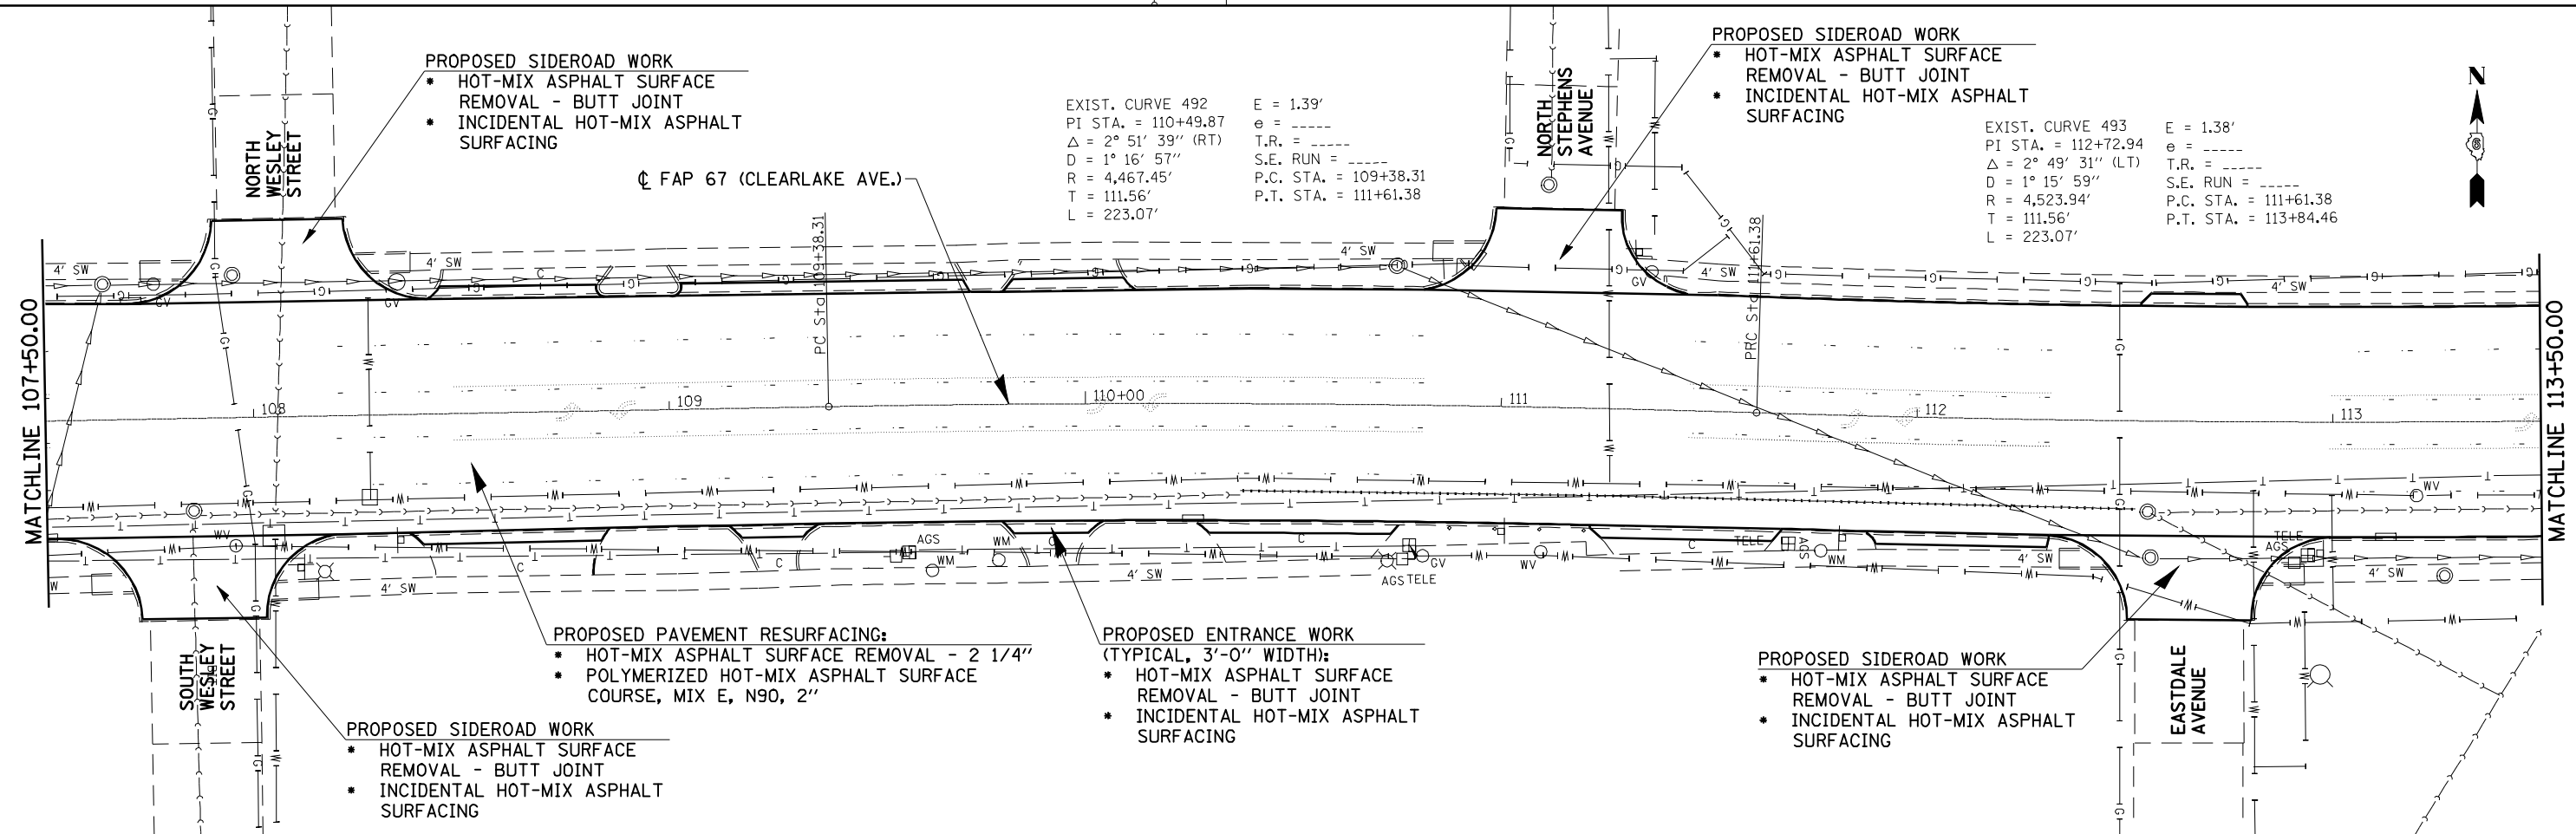 PROPOSED SIDEROAD WORK
* HOT-MIX ASPHALT SURFACE
REMOVAL - BUTT JOINT
* INCIDENTAL HOT-MIX ASPHALT
SURFACING
PROPOSED SIDEROAD WORK
* HOT-MIX ASPHALT SURFACE
REMOVAL - BUTT JOINT
* INCIDENTAL HOT-MIX ASPHALT
SURFACING
N
NORTH
WESLEY
STREET
NORTH
STEPHENS
AVENUE
EXIST. CURVE 492
PI STA. = 110+49.87
Δ = 2° 51' 39" (RT)
D = 1° 16' 57"
R = 4,467.45'
T = 111.56'
L = 223.07'
E = 1.39'
e = -----
T.R. = -----
S.E. RUN = -----
P.C. STA. = 109+38.31
P.T. STA. = 111+61.38
EXIST. CURVE 493
PI STA. = 112+72.94
Δ = 2° 49' 31" (LT)
D = 1° 15' 59"
R = 4,523.94'
T = 111.56'
L = 223.07'
E = 1.38'
e = -----
T.R. = -----
S.E. RUN = -----
P.C. STA. = 111+61.38
P.T. STA. = 113+84.46
℄ FAP 67 (CLEARLAKE AVE.)
PC Sta 109+38.31
PRC Sta 111+61.38
4' SW
4' SW
4' SW
4' SW
4' SW
GV
GV
GV
C
MATCHLINE 107+50.00
MATCHLINE 113+50.00
108
109
110+00
111
112
113
WV
WV
AGS
WM
WM
C
C
C
C
C
GV
AGS
TELE
WV
TELE
AGS
WM
TELE
AGS
W
4' SW
4' SW
4' SW
4' SW
SOUTH
WESLEY
STREET
EASTDALE
AVENUE
PROPOSED PAVEMENT RESURFACING:
* HOT-MIX ASPHALT SURFACE REMOVAL - 2 1/4"
* POLYMERIZED HOT-MIX ASPHALT SURFACE
COURSE, MIX E, N90, 2"
PROPOSED ENTRANCE WORK
(TYPICAL, 3'-0" WIDTH):
* HOT-MIX ASPHALT SURFACE
REMOVAL - BUTT JOINT
* INCIDENTAL HOT-MIX ASPHALT
SURFACING
PROPOSED SIDEROAD WORK
* HOT-MIX ASPHALT SURFACE
REMOVAL - BUTT JOINT
* INCIDENTAL HOT-MIX ASPHALT
SURFACING
PROPOSED SIDEROAD WORK
* HOT-MIX ASPHALT SURFACE
REMOVAL - BUTT JOINT
* INCIDENTAL HOT-MIX ASPHALT
SURFACING